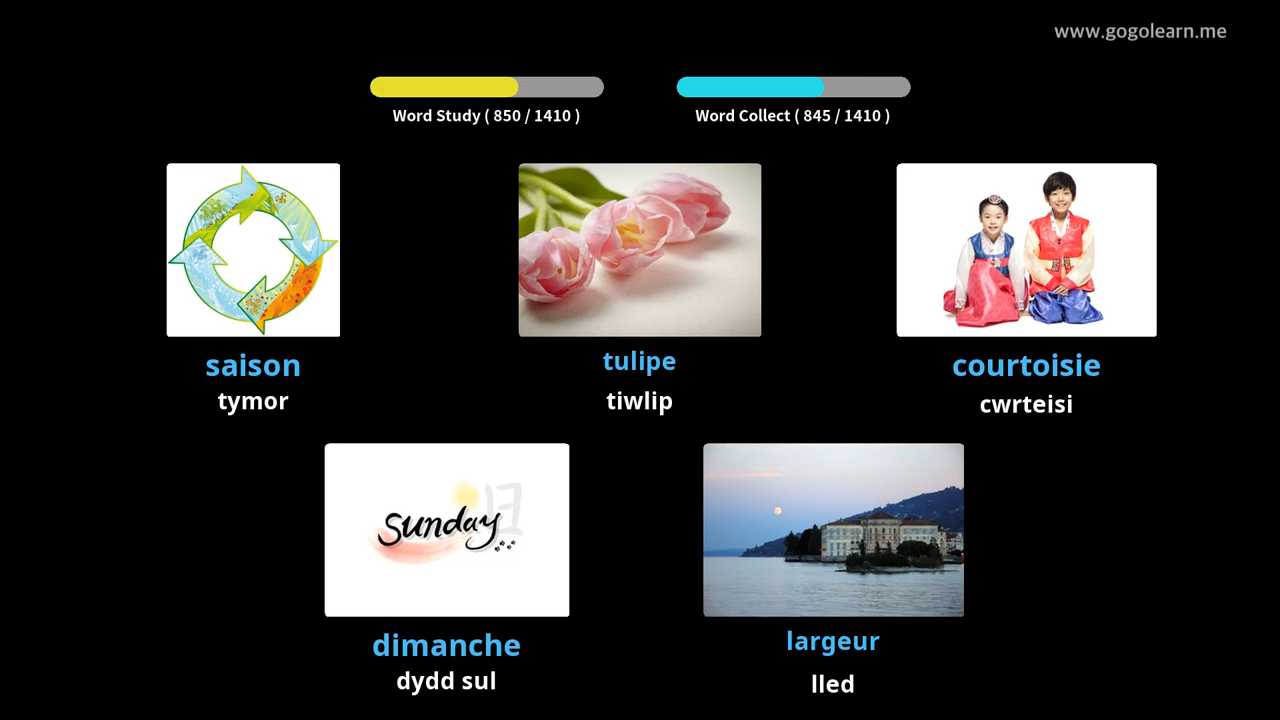 www.gogolearn.me
Word Study ( 850 / 1410 )
Word Collect ( 845 / 1410 )
saison
tymor
tulipe
tiwlip
courtoisie
cwrteisi
Sunday
日
dimanche
dydd sul
largeur
lled